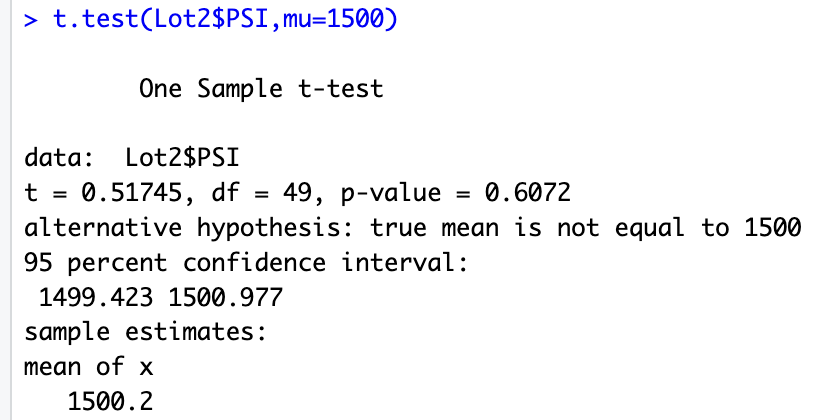 > t.test(Lot2$PSI,mu=1500)
One Sample t-test
data:  Lot2$PSI
t = 0.51745, df = 49, p-value = 0.6072
alternative hypothesis: true mean is not equal to 1500
95 percent confidence interval:
1499.423 1500.977
sample estimates:
mean of x
1500.2